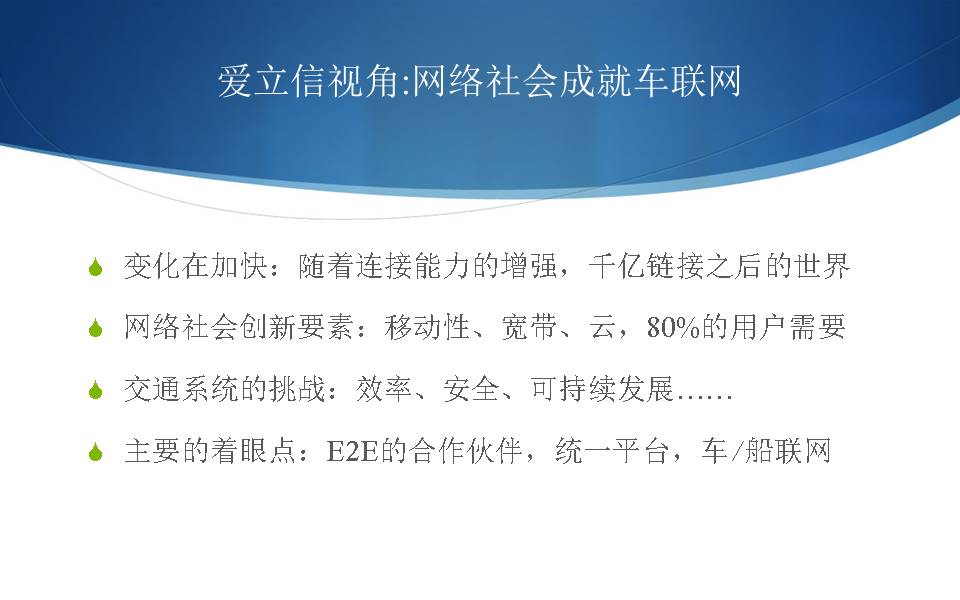 爱立信视角:网络社会成就车联网
变化在加快：随着连接能力的增强，千亿链接之后的世界
网络社会创新要素：移动性、宽带、云，80%的用户需要
交通系统的挑战：效率、安全、可持续发展……
主要的着眼点：E2E的合作伙伴，统一平台，车/船联网